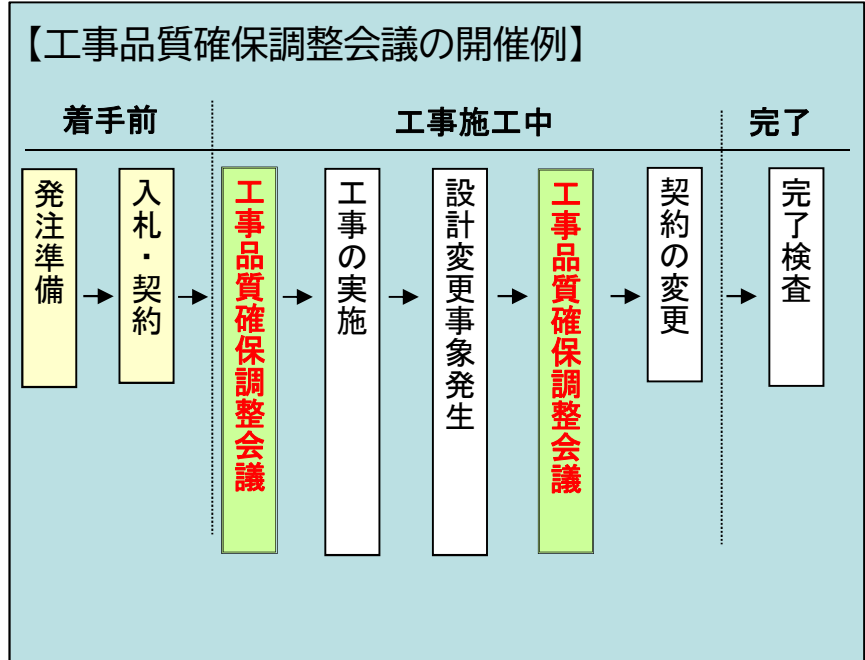 【工事品質確保調整会議の開催例】
着手前
工事施工中
完了
発注準備
入札・契約
工事品質確保調整会議
工事の実施
設計変更事象発生
工事品質確保調整会議
契約の変更
完了検査